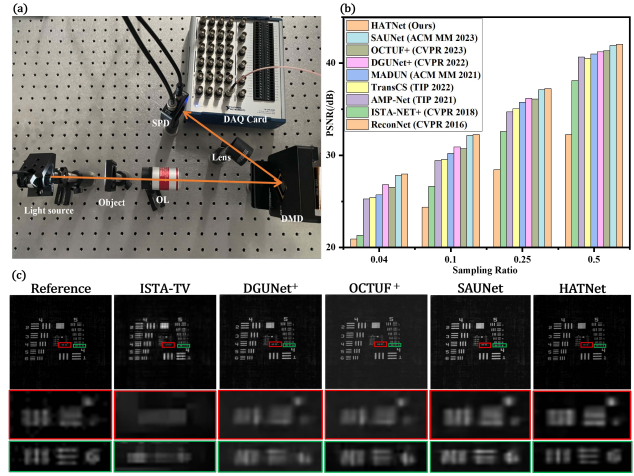 (a)
SPD
DAQ Card
Lens
Light source
Object
OL
DMD
(b)
PSNR(/dB)
40
30
20
HATNet (Ours)
SAUNet (ACM MM 2023)
OCTUF+ (CVPR 2023)
DGUNet+ (CVPR 2022)
MADUN (ACM MM 2021)
TransCS (TIP 2022)
AMP-Net (TIP 2021)
ISTA-NET+ (CVPR 2018)
ReconNet (CVPR 2016)
0.04 0.1 0.25 0.5
Sampling Ratio
(c)
Reference ISTA-TV DGUNet⁺ OCTUF⁺ SAUNet HATNet